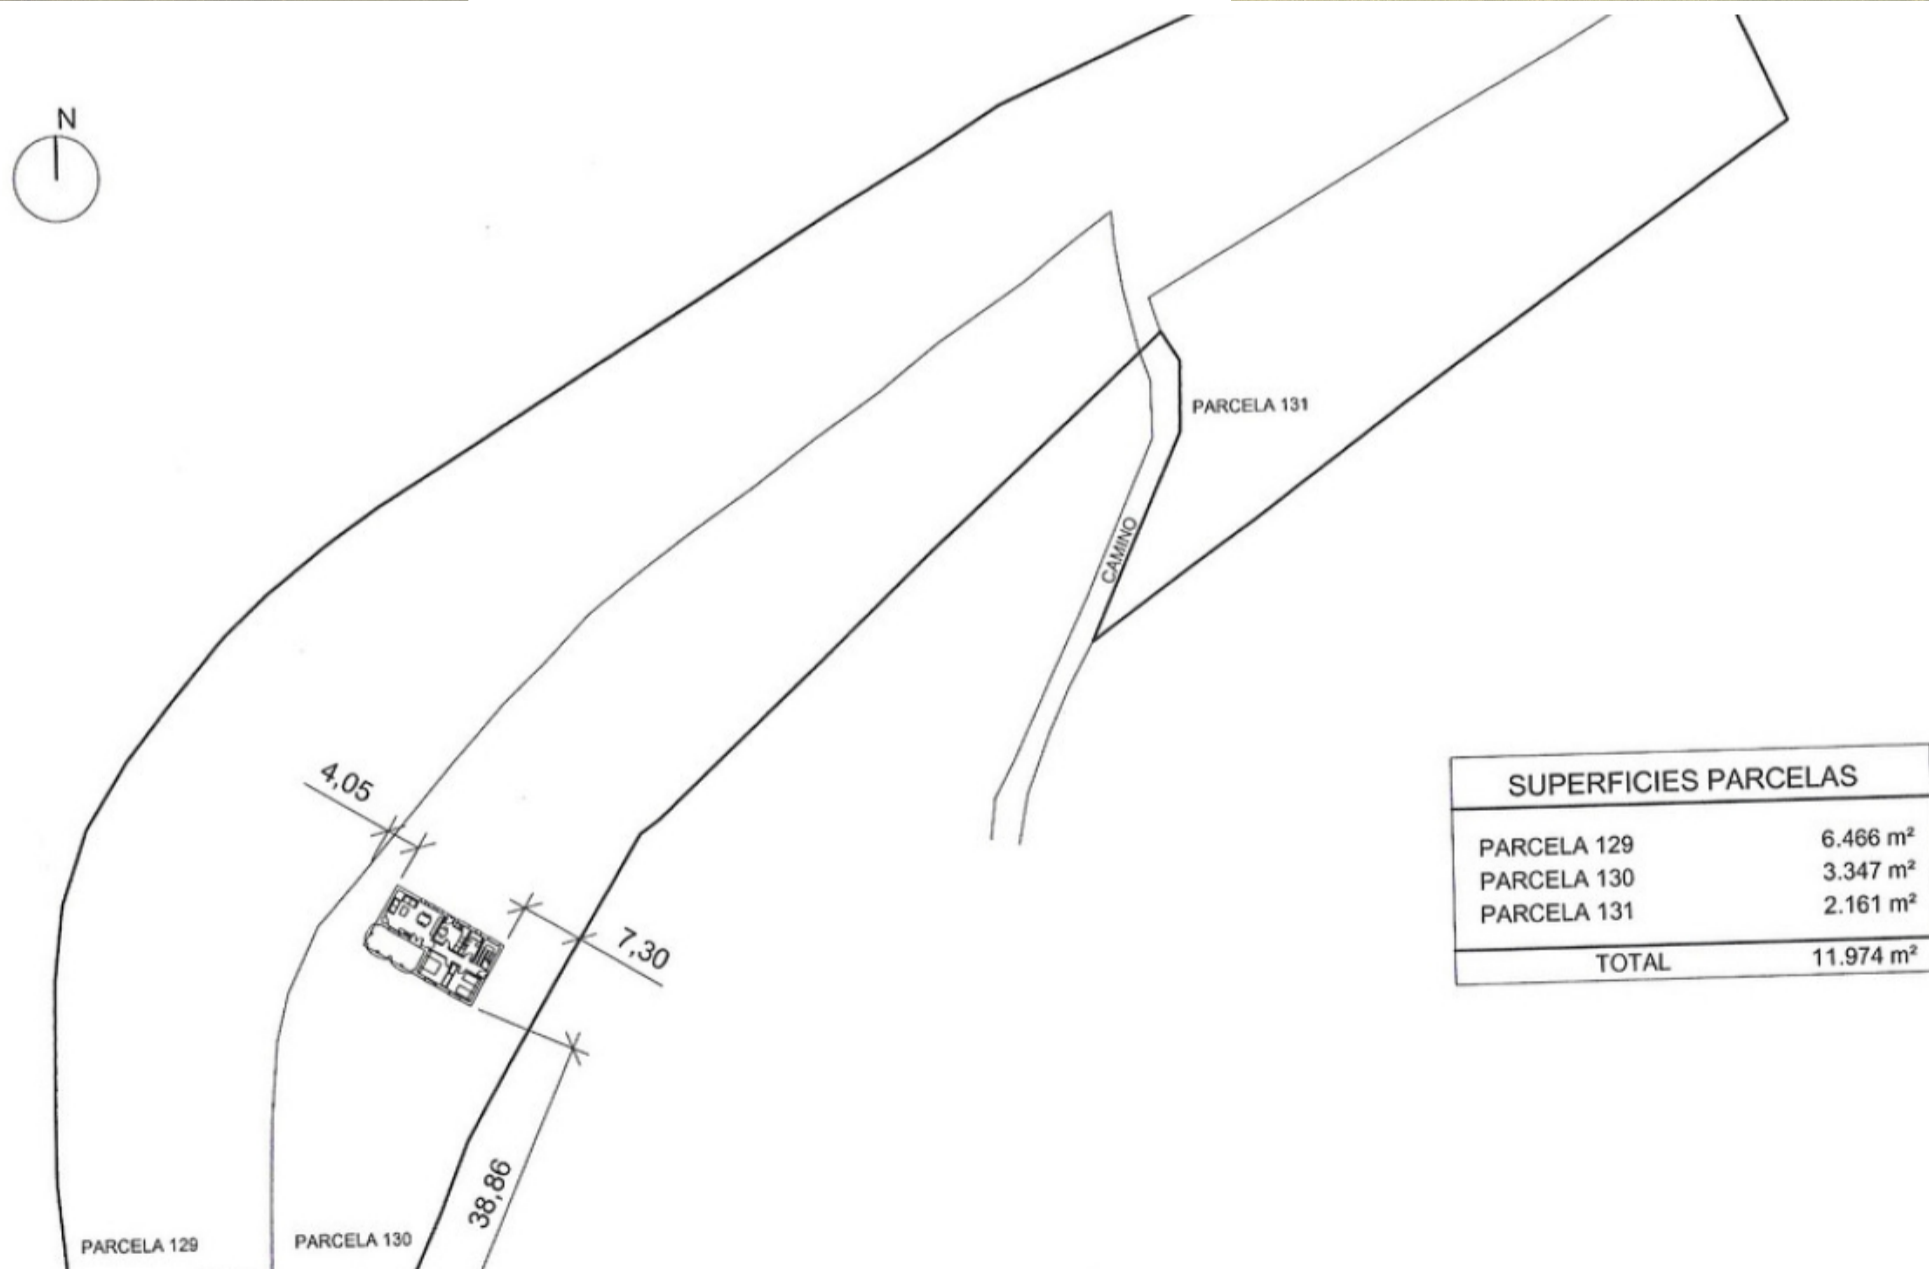 N
PARCELA 131
CAMINO
4,05
7,30
38,86
PARCELA 129
PARCELA 130
SUPERFICIES PARCELAS
PARCELA 129 6.466 m²
PARCELA 130 3.347 m²
PARCELA 131 2.161 m²
TOTAL 11.974 m²